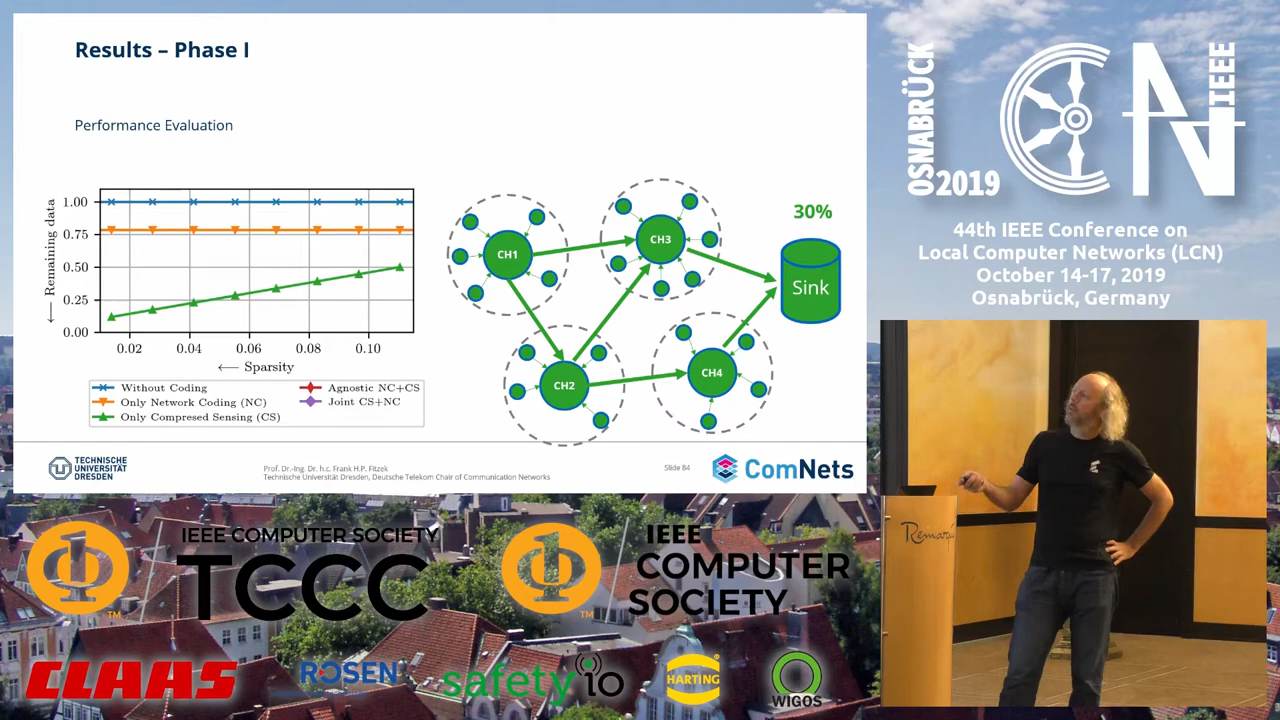 Results – Phase I
Performance Evaluation
Remaining data
1.00
0.75
0.50
0.25
0.00
0.02
0.04
0.06
0.08
0.10
Sparsity
Without Coding
Only Network Coding (NC)
Only Compresed Sensing (CS)
Agnostic NC+CS
Joint CS+NC
CH1
CH2
CH3
CH4
30%
Sink
TECHNISCHE
UNIVERSITÄT
DRESDEN
Prof. Dr.-Ing. Dr. h.c. Frank H.P. Fitzek
Technische Universität Dresden, Deutsche Telekom Chair of Communication Networks
Slide 84
ComNets
OSNABRÜCK
2019
CN
IEEE
44th IEEE Conference on
Local Computer Networks (LCN)
October 14-17, 2019
Osnabrück, Germany
IEEE COMPUTER SOCIETY
TCCC
TM
IEEE
COMPUTER
SOCIETY
TM
CLAAS
ROSEN
safety io
HARTING
WIGOS